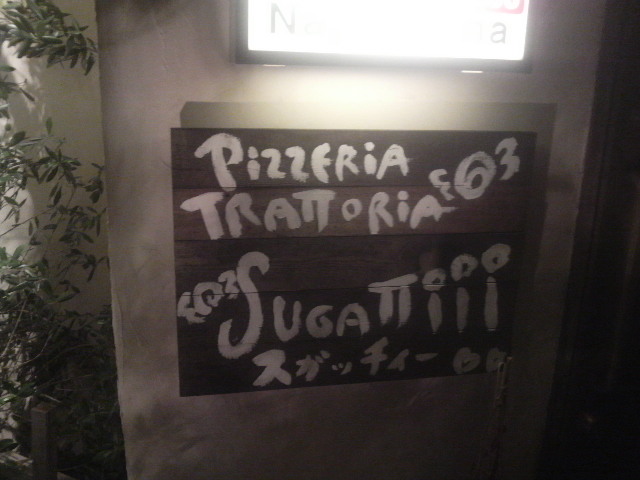 PiZZERiA
TRATTORiA
SUGATTiii
スガッチィー